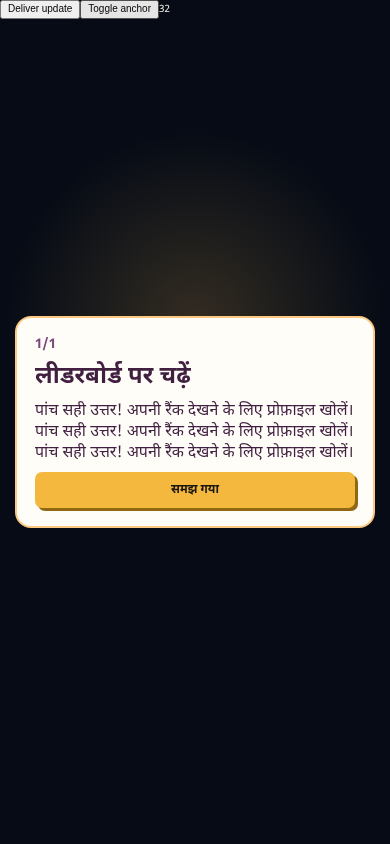 Deliver update Toggle anchor 32
1/1
लीडरबोर्ड पर चढ़ें
पांच सही उत्तर! अपनी रैंक देखने के लिए प्रोफ़ाइल खोलें।
पांच सही उत्तर! अपनी रैंक देखने के लिए प्रोफ़ाइल खोलें।
पांच सही उत्तर! अपनी रैंक देखने के लिए प्रोफ़ाइल खोलें।
समझ गया